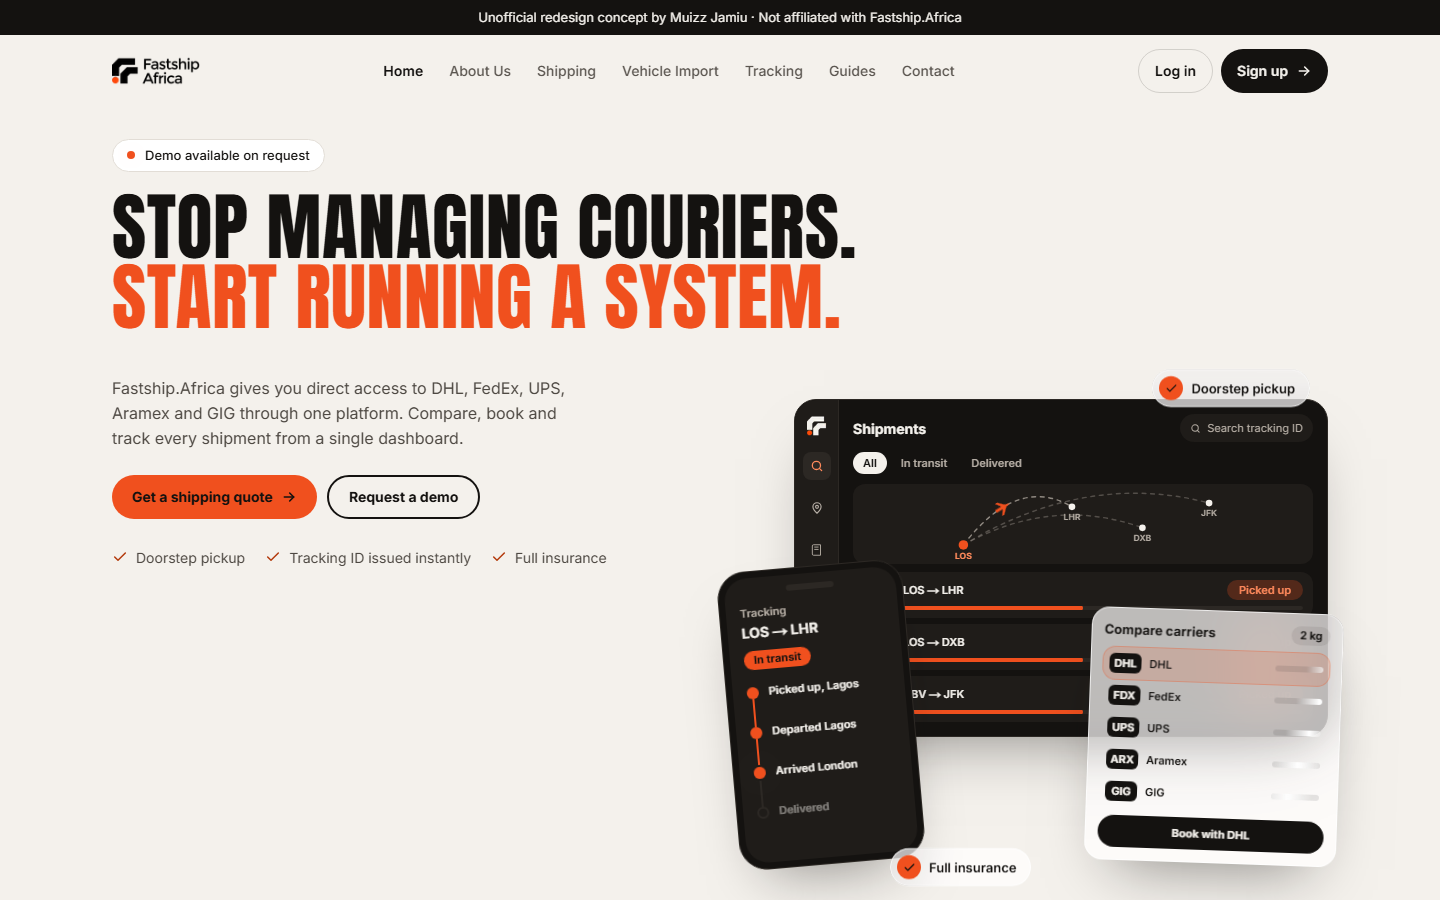 Unofficial redesign concept by Muizz Jamiu · Not affiliated with Fastship.Africa
Fastship
Africa
Home
About Us
Shipping
Vehicle Import
Tracking
Guides
Contact
Log in
Sign up →
Demo available on request
STOP MANAGING COURIERS.
START RUNNING A SYSTEM.
Fastship.Africa gives you direct access to DHL, FedEx, UPS,
Aramex and GIG through one platform. Compare, book and
track every shipment from a single dashboard.
Get a shipping quote →
Request a demo
Doorstep pickup
Tracking ID issued instantly
Full insurance
Doorstep pickup
Shipments
Search tracking ID
All
In transit
Delivered
LOS
LHR
DXB
JFK
LOS → LHR
Picked up
OS → DXB
BV → JFK
Tracking
LOS → LHR
In transit
Picked up, Lagos
Departed Lagos
Arrived London
Delivered
Compare carriers
2 kg
DHL DHL
FDX FedEx
UPS UPS
ARX Aramex
GIG GIG
Book with DHL
Full insurance